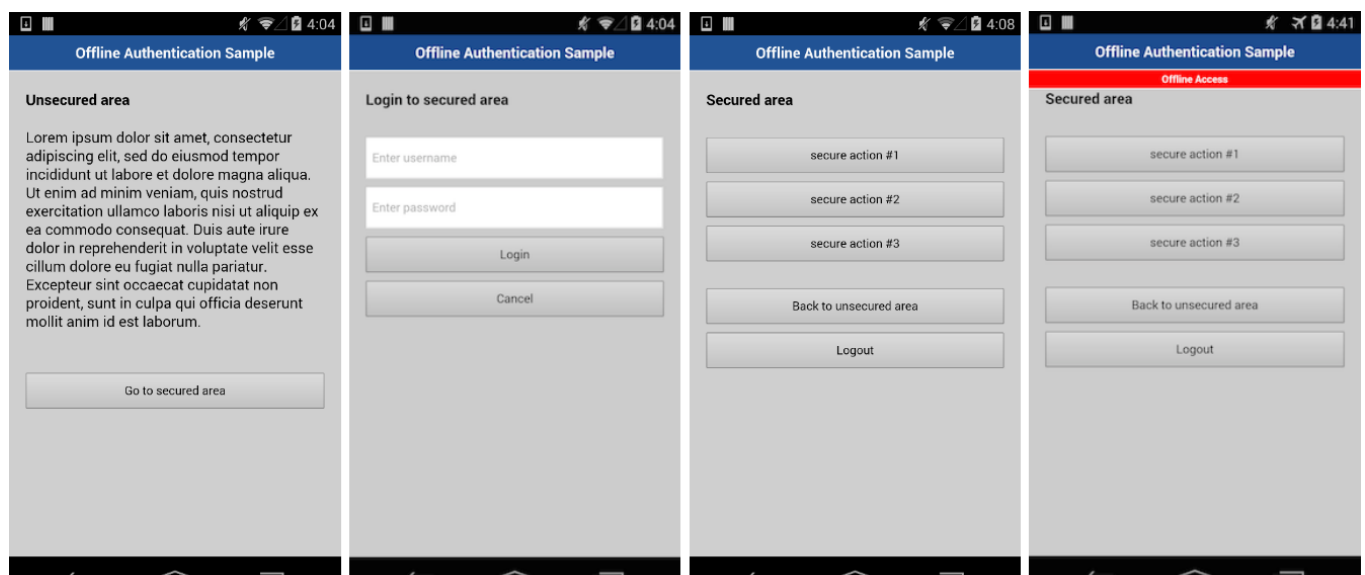 4:04
Offline Authentication Sample
Unsecured area
Lorem ipsum dolor sit amet, consectetur
adipiscing elit, sed do eiusmod tempor
incididunt ut labore et dolore magna aliqua.
Ut enim ad minim veniam, quis nostrud
exercitation ullamco laboris nisi ut aliquip ex
ea commodo consequat. Duis aute irure
dolor in reprehenderit in voluptate velit esse
cillum dolore eu fugiat nulla pariatur.
Excepteur sint occaecat cupidatat non
proident, sunt in culpa qui officia deserunt
mollit anim id est laborum.
Go to secured area
4:04
Offline Authentication Sample
Login to secured area
Enter username
Enter password
Login
Cancel
4:08
Offline Authentication Sample
Secured area
secure action #1
secure action #2
secure action #3
Back to unsecured area
Logout
4:41
Offline Authentication Sample
Offline Access
Secured area
secure action #1
secure action #2
secure action #3
Back to unsecured area
Logout